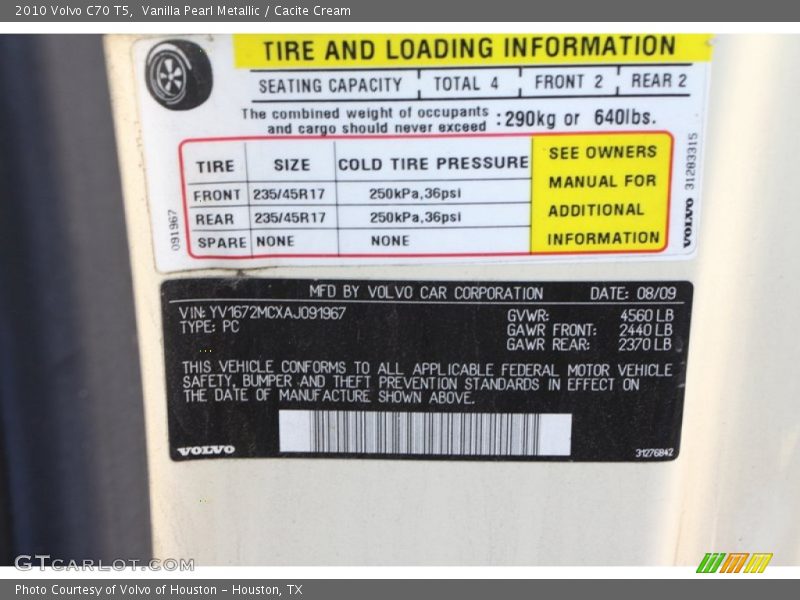 2010 Volvo C70 T5,  Vanilla Pearl Metallic / Cacite Cream
TIRE AND LOADING INFORMATION
SEATING CAPACITY TOTAL 4 FRONT 2 REAR 2
The combined weight of occupants
and cargo should never exceed :290kg or 640lbs.
TIRE SIZE COLD TIRE PRESSURE
FRONT 235/45R17 250kPa,36psi
REAR 235/45R17 250kPa,36psi
SPARE NONE NONE
SEE OWNERS
MANUAL FOR
ADDITIONAL
INFORMATION
091967
VOLVO 31283315
MFD BY VOLVO CAR CORPORATION DATE: 08/09
VIN: YV1672MCXAJ091967
TYPE: PC
GVWR: 4560 LB
GAWR FRONT: 2440 LB
GAWR REAR: 2370 LB
THIS VEHICLE CONFORMS TO ALL APPLICABLE FEDERAL MOTOR VEHICLE
SAFETY, BUMPER AND THEFT PREVENTION STANDARDS IN EFFECT ON
THE DATE OF MANUFACTURE SHOWN ABOVE.
VOLVO 31276842
GTCARLOT.COM
Photo Courtesy of Volvo of Houston - Houston, TX